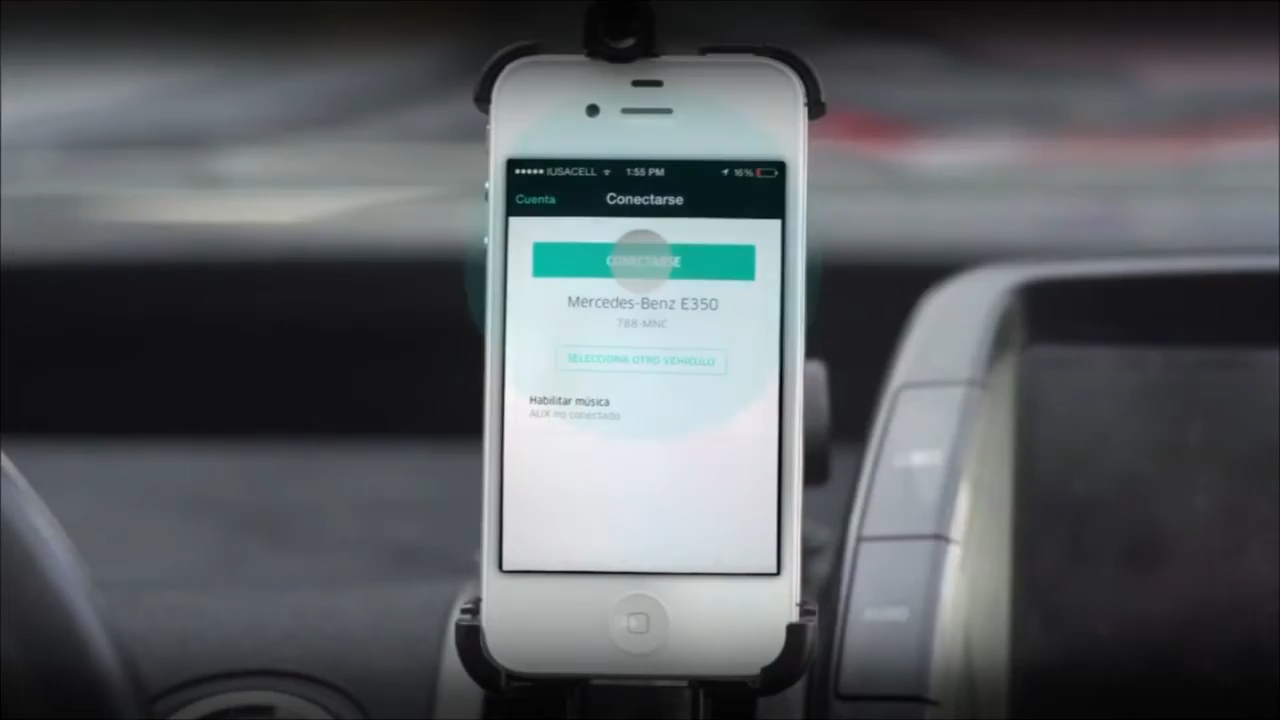 IUSACELL 1:55 PM 16%
Cuenta Conectarse
CONECTARSE
Mercedes-Benz E350
788-MNC
SELECCIONA OTRO VEHICULO
Habilitar música
AUX no conectado